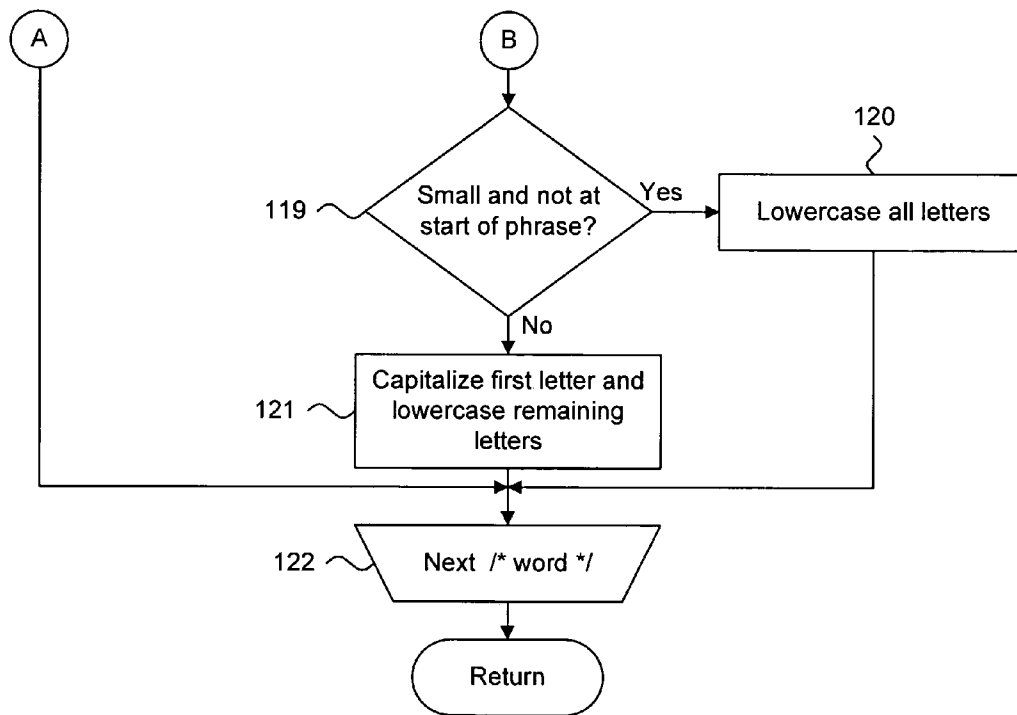 A
B
120
Small and not at
start of phrase?
Yes
119
Lowercase all letters
No
Capitalize first letter and
lowercase remaining
letters
121
Next /* word */
122
Return